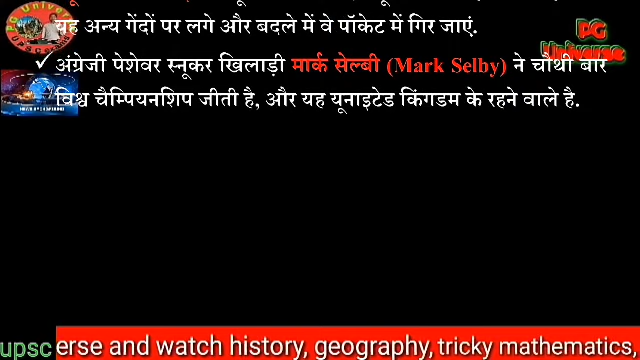 यह अन्य गेंदों पर लगे और बदले में वे पॉकेट में गिर जाएं.
PG
Universe
✓ अंग्रेजी पेशेवर स्नूकर खिलाड़ी मार्क सेल्बी (Mark Selby) ने चौथी बार
विश्व चैम्पियनशिप जीती है, और यह यूनाइटेड किंगडम के रहने वाले है.
upsc erse and watch history, geography, tricky mathematics,